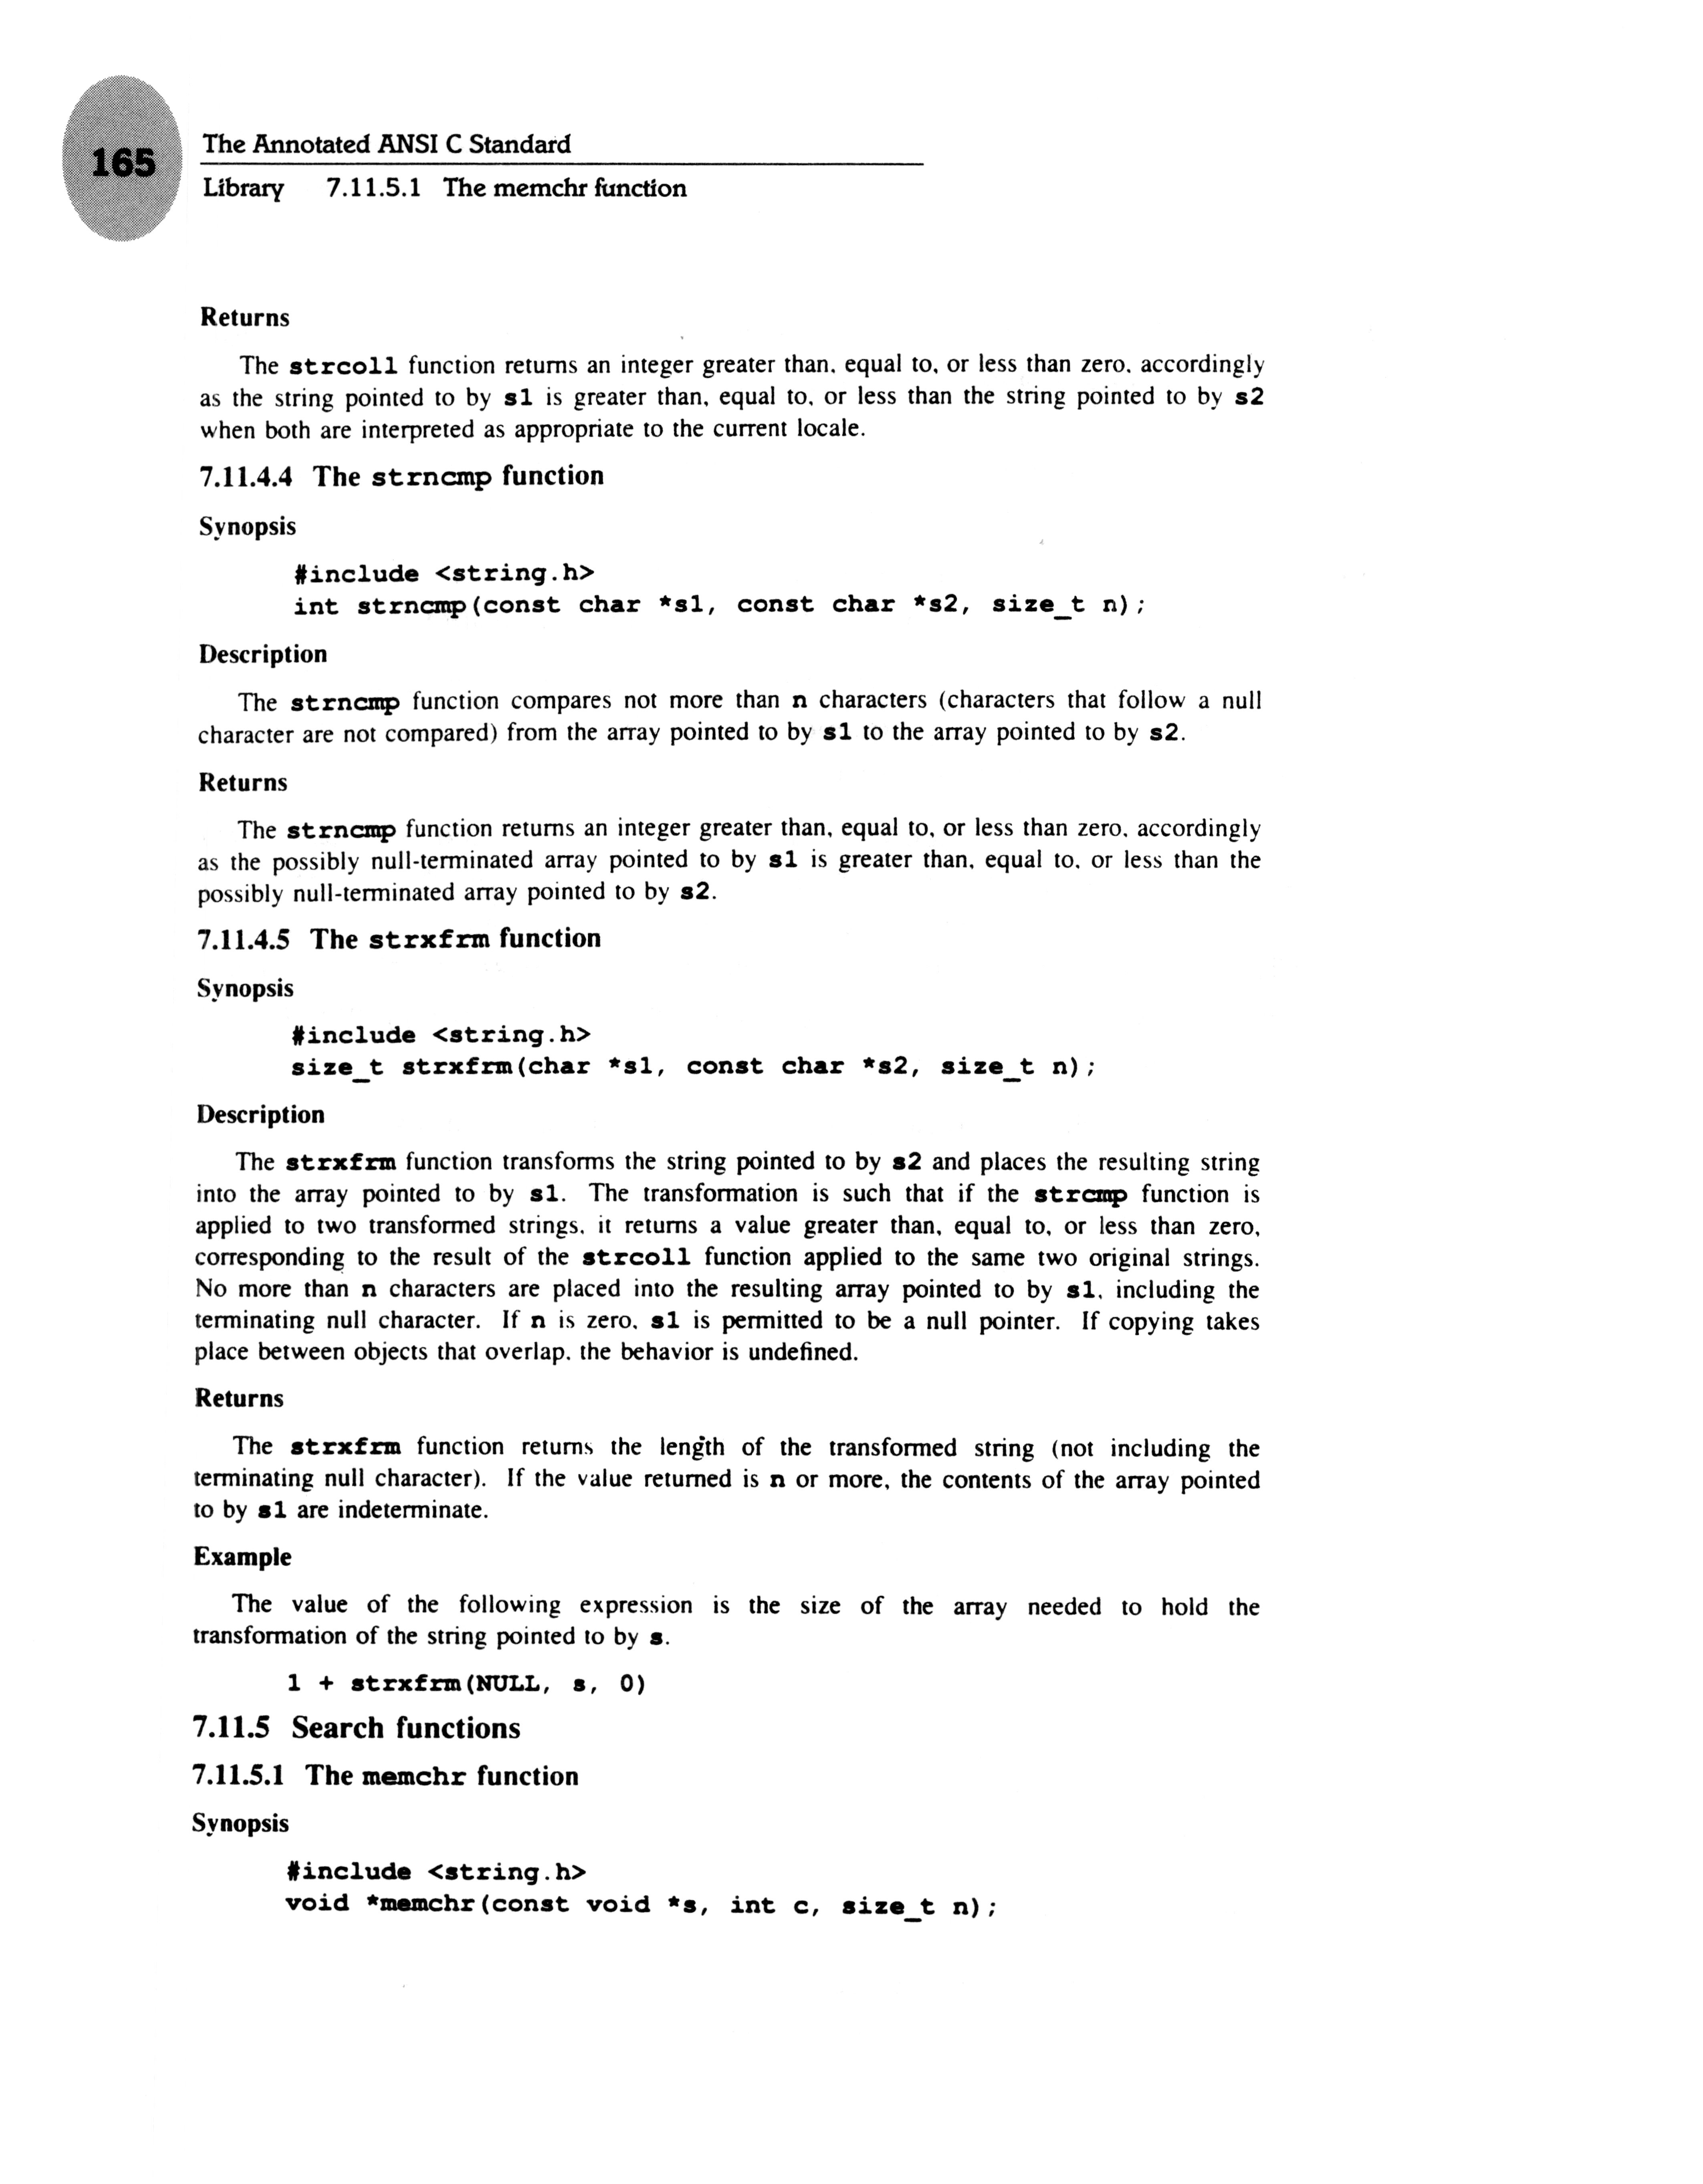 165
The Annotated ANSI C Standard
Library 7.11.5.1 The memchr function
Returns
The strcoll function returns an integer greater than, equal to, or less than zero, accordingly
as the string pointed to by s1 is greater than, equal to, or less than the string pointed to by s2
when both are interpreted as appropriate to the current locale.
7.11.4.4 The strncmp function
Synopsis
#include <string.h>
int strncmp(const char *s1, const char *s2, size_t n);
Description
The strncmp function compares not more than n characters (characters that follow a null
character are not compared) from the array pointed to by s1 to the array pointed to by s2.
Returns
The strncmp function returns an integer greater than, equal to, or less than zero, accordingly
as the possibly null-terminated array pointed to by s1 is greater than, equal to, or less than the
possibly null-terminated array pointed to by s2.
7.11.4.5 The strxfrm function
Synopsis
#include <string.h>
size_t strxfrm(char *s1, const char *s2, size_t n);
Description
The strxfrm function transforms the string pointed to by s2 and places the resulting string
into the array pointed to by s1. The transformation is such that if the strcmp function is
applied to two transformed strings, it returns a value greater than, equal to, or less than zero,
corresponding to the result of the strcoll function applied to the same two original strings.
No more than n characters are placed into the resulting array pointed to by s1, including the
terminating null character. If n is zero, s1 is permitted to be a null pointer. If copying takes
place between objects that overlap, the behavior is undefined.
Returns
The strxfrm function returns the length of the transformed string (not including the
terminating null character). If the value returned is n or more, the contents of the array pointed
to by s1 are indeterminate.
Example
The value of the following expression is the size of the array needed to hold the
transformation of the string pointed to by s.
1 + strxfrm(NULL, s, 0)
7.11.5 Search functions
7.11.5.1 The memchr function
Synopsis
#include <string.h>
void *memchr(const void *s, int c, size_t n);